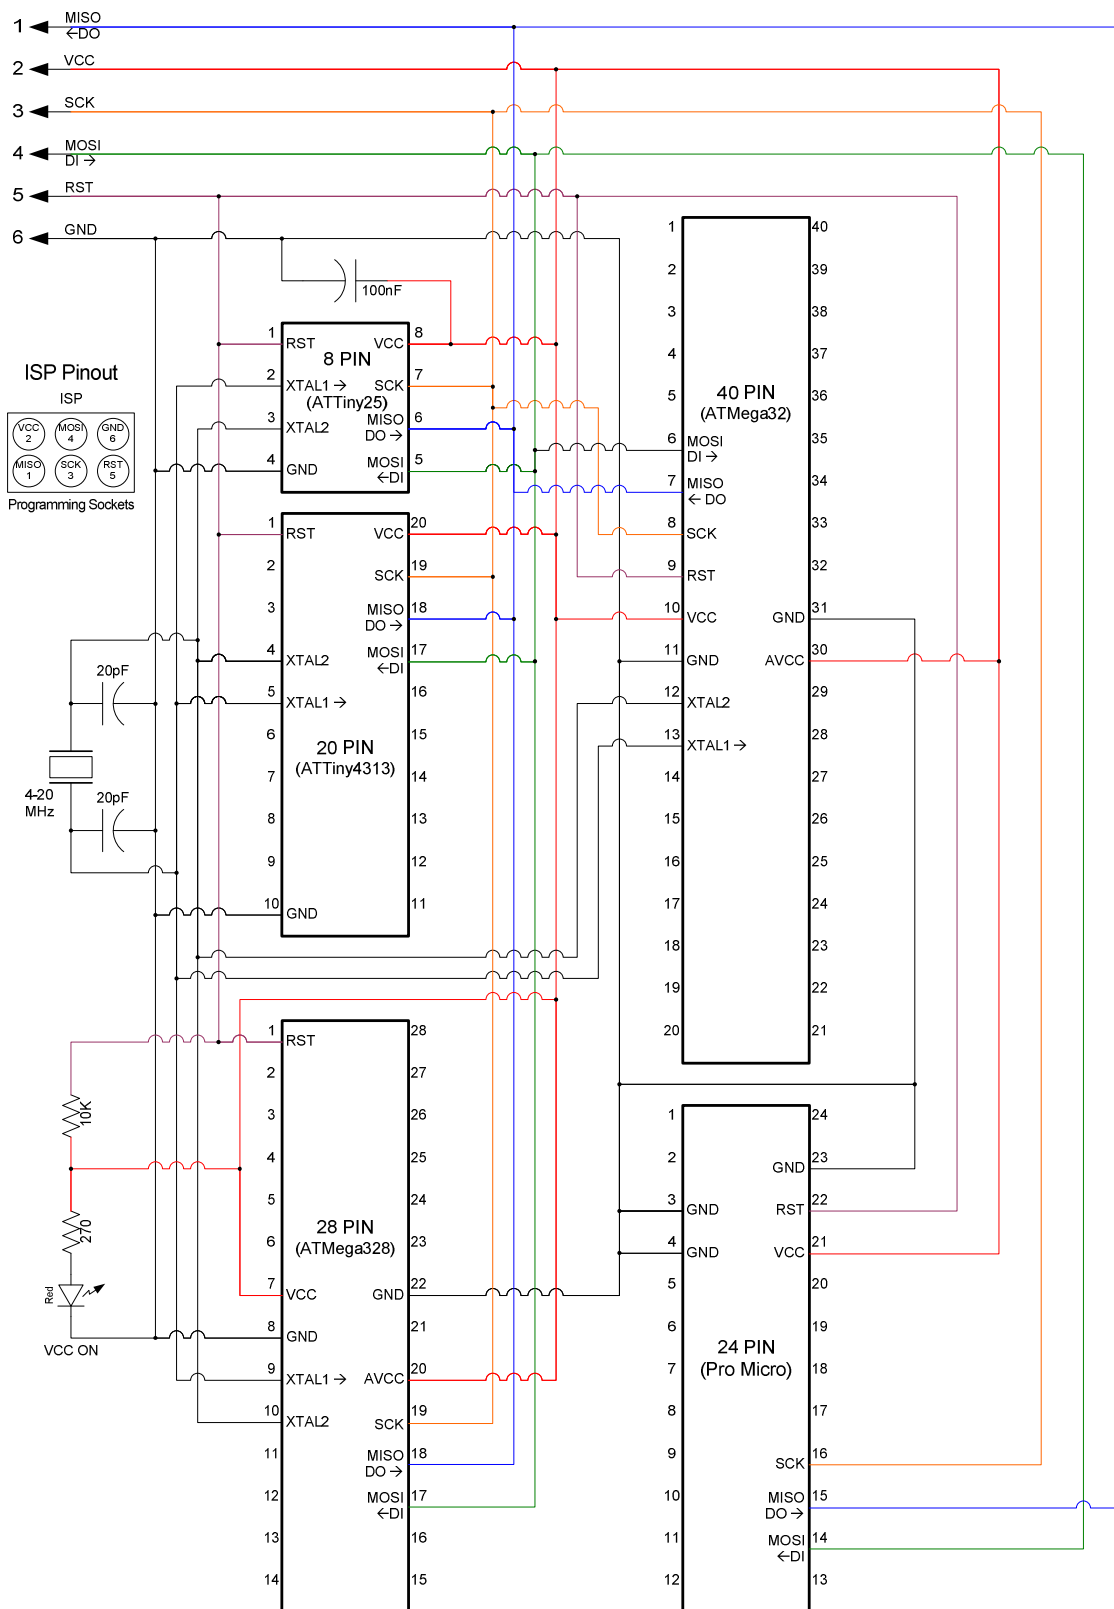 1 MISO
←DO
2 VCC
3 SCK
4 MOSI
DI →
5 RST
6 GND
100nF
ISP Pinout
ISP
VCC 2 MOSI 4 GND 6
MISO 1 SCK 3 RST 5
Programming Sockets
8 PIN
(ATTiny25)
1 RST VCC 8
2 XTAL1 → SCK 7
3 XTAL2 MISO 6
DO →
4 GND MOSI 5
←DI
20 PIN
(ATTiny4313)
1 RST VCC 20
2 SCK 19
3 MISO 18
DO →
4 XTAL2 MOSI 17
←DI
5 XTAL1 → 16
6 15
7 14
8 13
9 12
10 GND 11
20pF
4-20
MHz
20pF
10K
270
Red
VCC ON
28 PIN
(ATMega328)
1 RST 28
2 27
3 26
4 25
5 24
6 23
7 VCC GND 22
8 GND 21
9 XTAL1 → AVCC 20
10 XTAL2 SCK 19
11 MISO 18
DO →
12 MOSI 17
←DI
13 16
14 15
40 PIN
(ATMega32)
1 40
2 39
3 38
4 37
5 36
6 MOSI 35
DI →
7 MISO 34
← DO
8 SCK 33
9 RST 32
10 VCC GND 31
11 GND AVCC 30
12 XTAL2 29
13 XTAL1 → 28
14 27
15 26
16 25
17 24
18 23
19 22
20 21
24 PIN
(Pro Micro)
1 24
2 GND 23
3 GND RST 22
4 GND VCC 21
5 20
6 19
7 18
8 17
9 SCK 16
10 MISO 15
DO →
11 MOSI 14
←DI
12 13